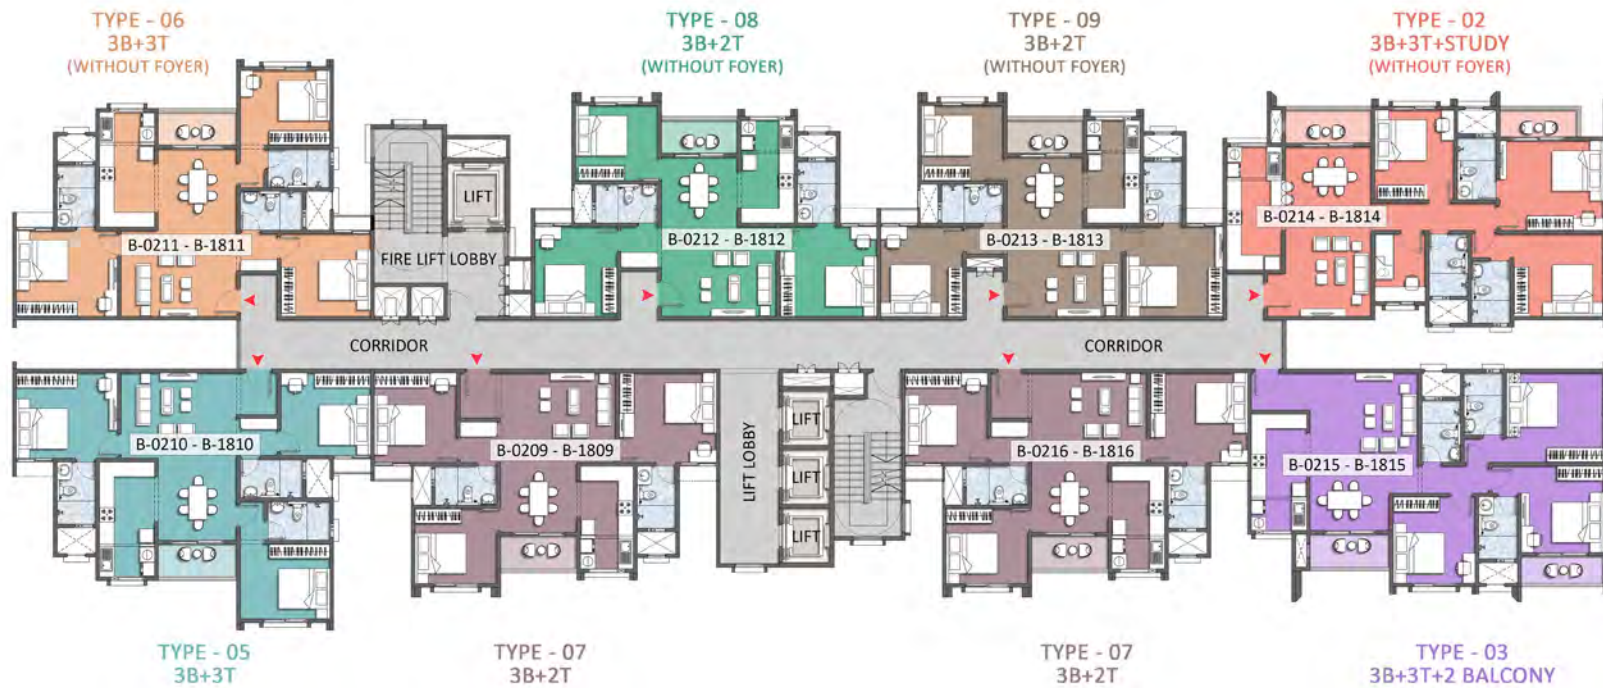 TYPE - 06
3B+3T
(WITHOUT FOYER)
TYPE - 08
3B+2T
(WITHOUT FOYER)
TYPE - 09
3B+2T
(WITHOUT FOYER)
TYPE - 02
3B+3T+STUDY
(WITHOUT FOYER)
LIFT
B-0211 - B-1811
FIRE LIFT LOBBY
B-0212 - B-1812
B-0213 - B-1813
B-0214 - B-1814
CORRIDOR
CORRIDOR
B-0210 - B-1810
B-0209 - B-1809
LIFT LOBBY
LIFT
LIFT
LIFT
B-0216 - B-1816
B-0215 - B-1815
TYPE - 05
3B+3T
TYPE - 07
3B+2T
TYPE - 07
3B+2T
TYPE - 03
3B+3T+2 BALCONY